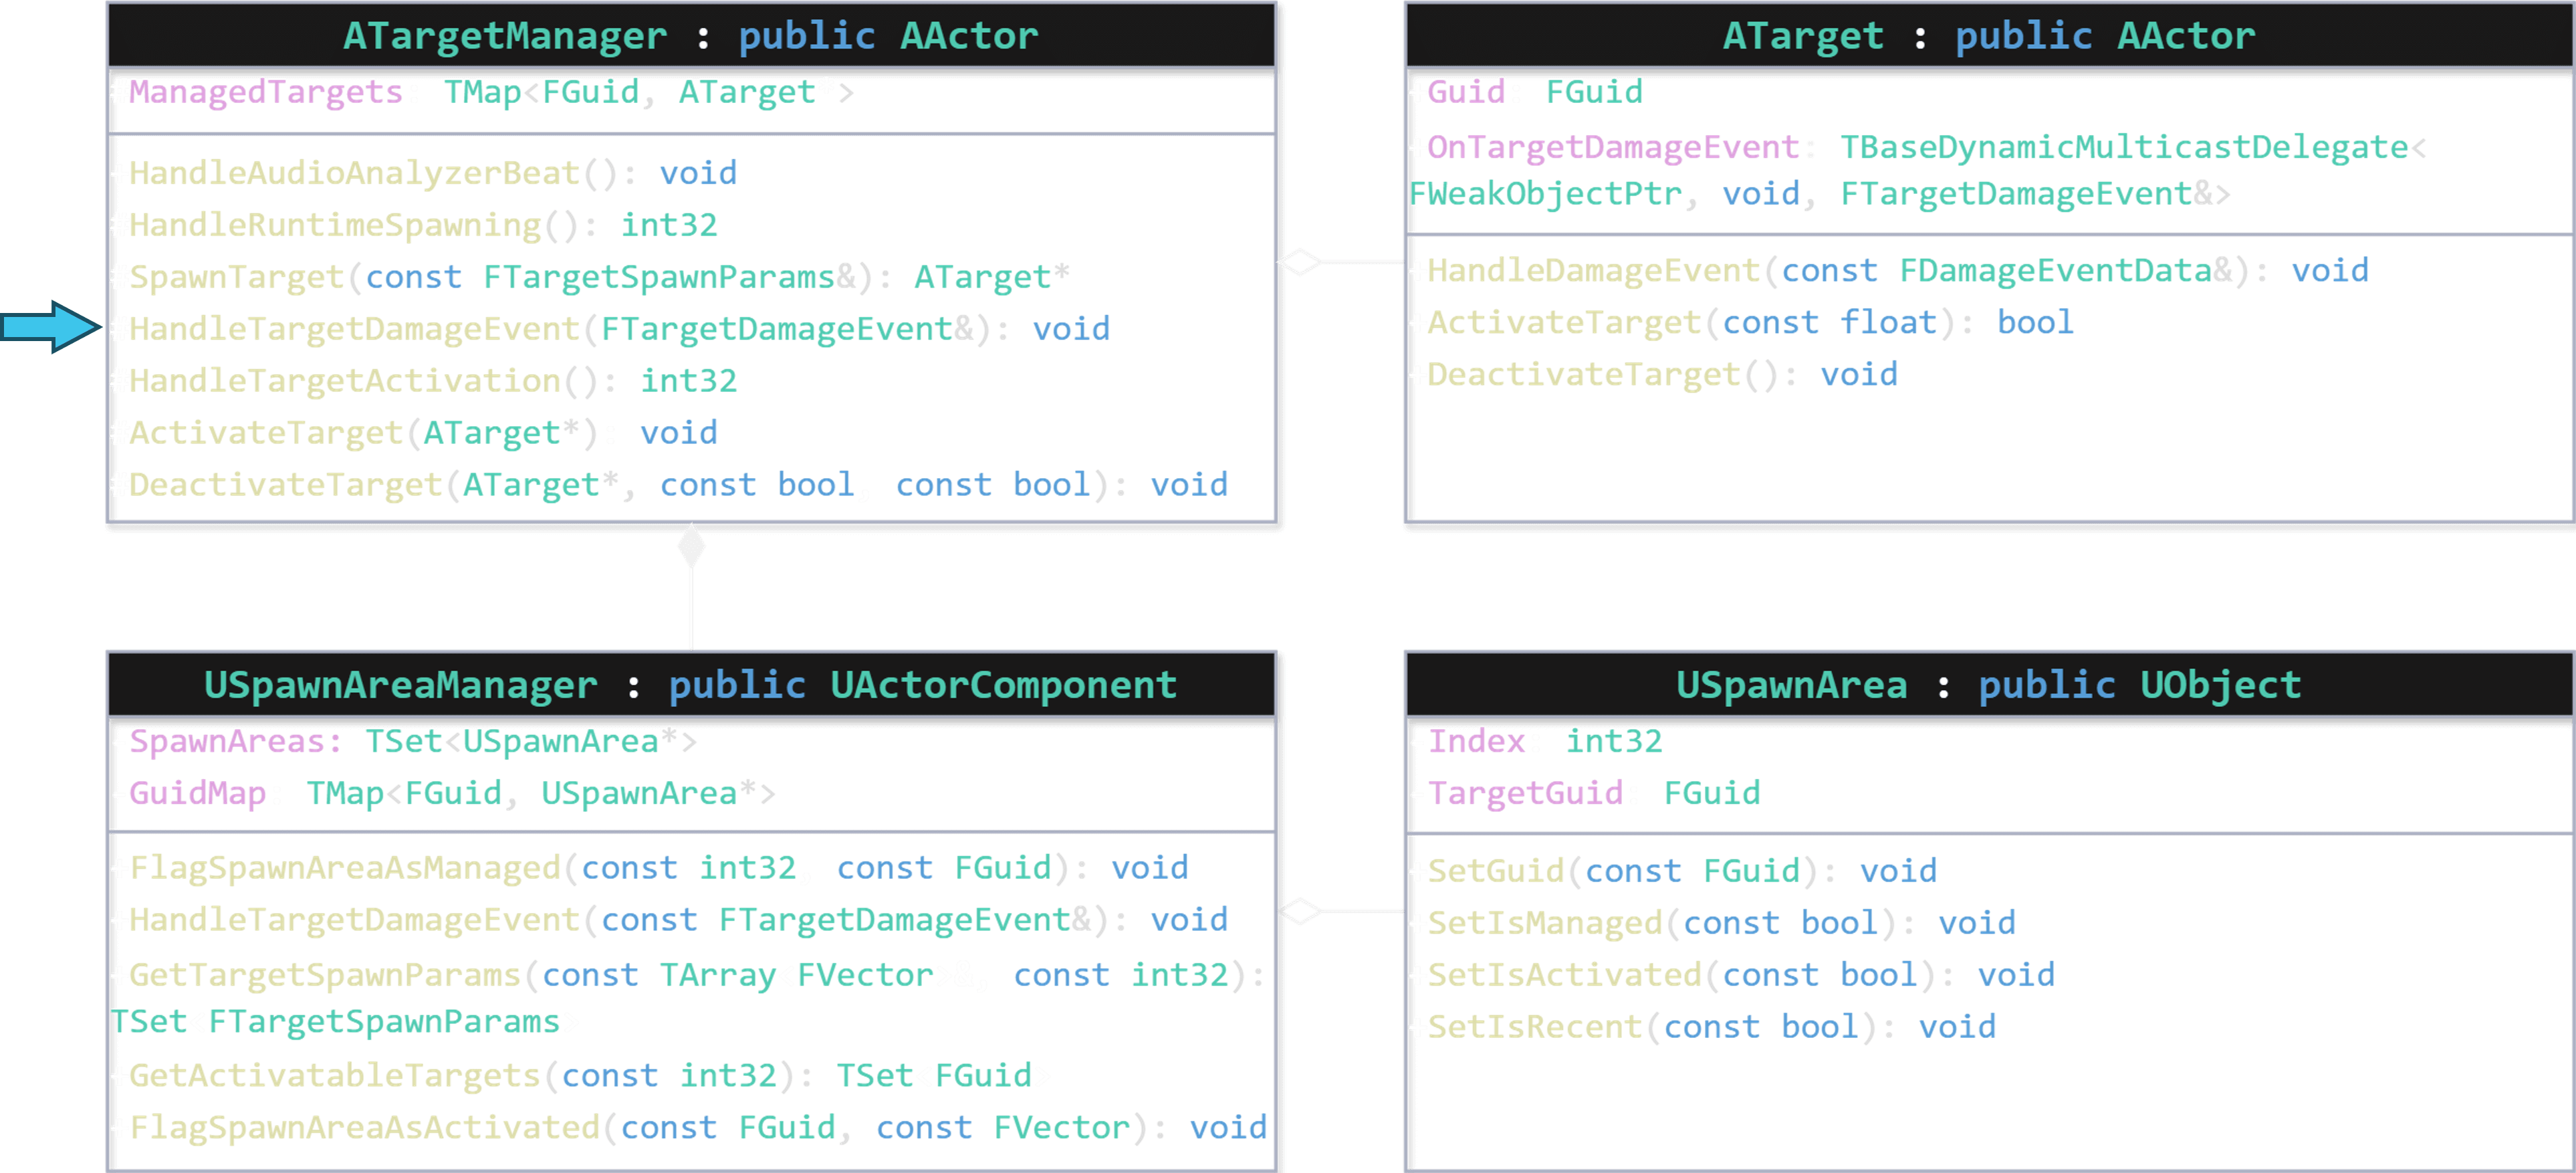 ATargetManager : public AActor
ManagedTargets TMap<FGuid, ATarget >
HandleAudioAnalyzerBeat(): void
HandleRuntimeSpawning(): int32
SpawnTarget(const FTargetSpawnParams&): ATarget*
HandleTargetDamageEvent(FTargetDamageEvent&): void
HandleTargetActivation(): int32
ActivateTarget(ATarget*) void
DeactivateTarget(ATarget*, const bool const bool): void
ATarget : public AActor
Guid FGuid
OnTargetDamageEvent: TBaseDynamicMulticastDelegate<
FWeakObjectPtr, void, FTargetDamageEvent&>
HandleDamageEvent(const FDamageEventData&): void
ActivateTarget(const float): bool
DeactivateTarget(): void
USpawnAreaManager : public UActorComponent
SpawnAreas: TSet<USpawnArea*>
GuidMap TMap<FGuid, USpawnArea*>
FlagSpawnAreaAsManaged(const int32 const FGuid): void
HandleTargetDamageEvent(const FTargetDamageEvent&): void
GetTargetSpawnParams(const TArray FVector const int32):
TSet FTargetSpawnParams
GetActivatableTargets(const int32): TSet FGuid
FlagSpawnAreaAsActivated(const FGuid, const FVector): void
USpawnArea : public UObject
Index int32
TargetGuid FGuid
SetGuid(const FGuid): void
SetIsManaged(const bool): void
SetIsActivated(const bool): void
SetIsRecent(const bool): void